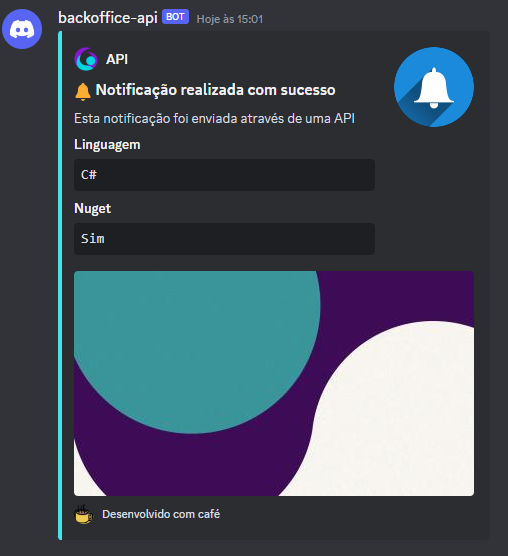 backoffice-api BOT Hoje às 15:01
API
Notificação realizada com sucesso
Esta notificação foi enviada através de uma API
Linguagem
C#
Nuget
Sim
Desenvolvido com café